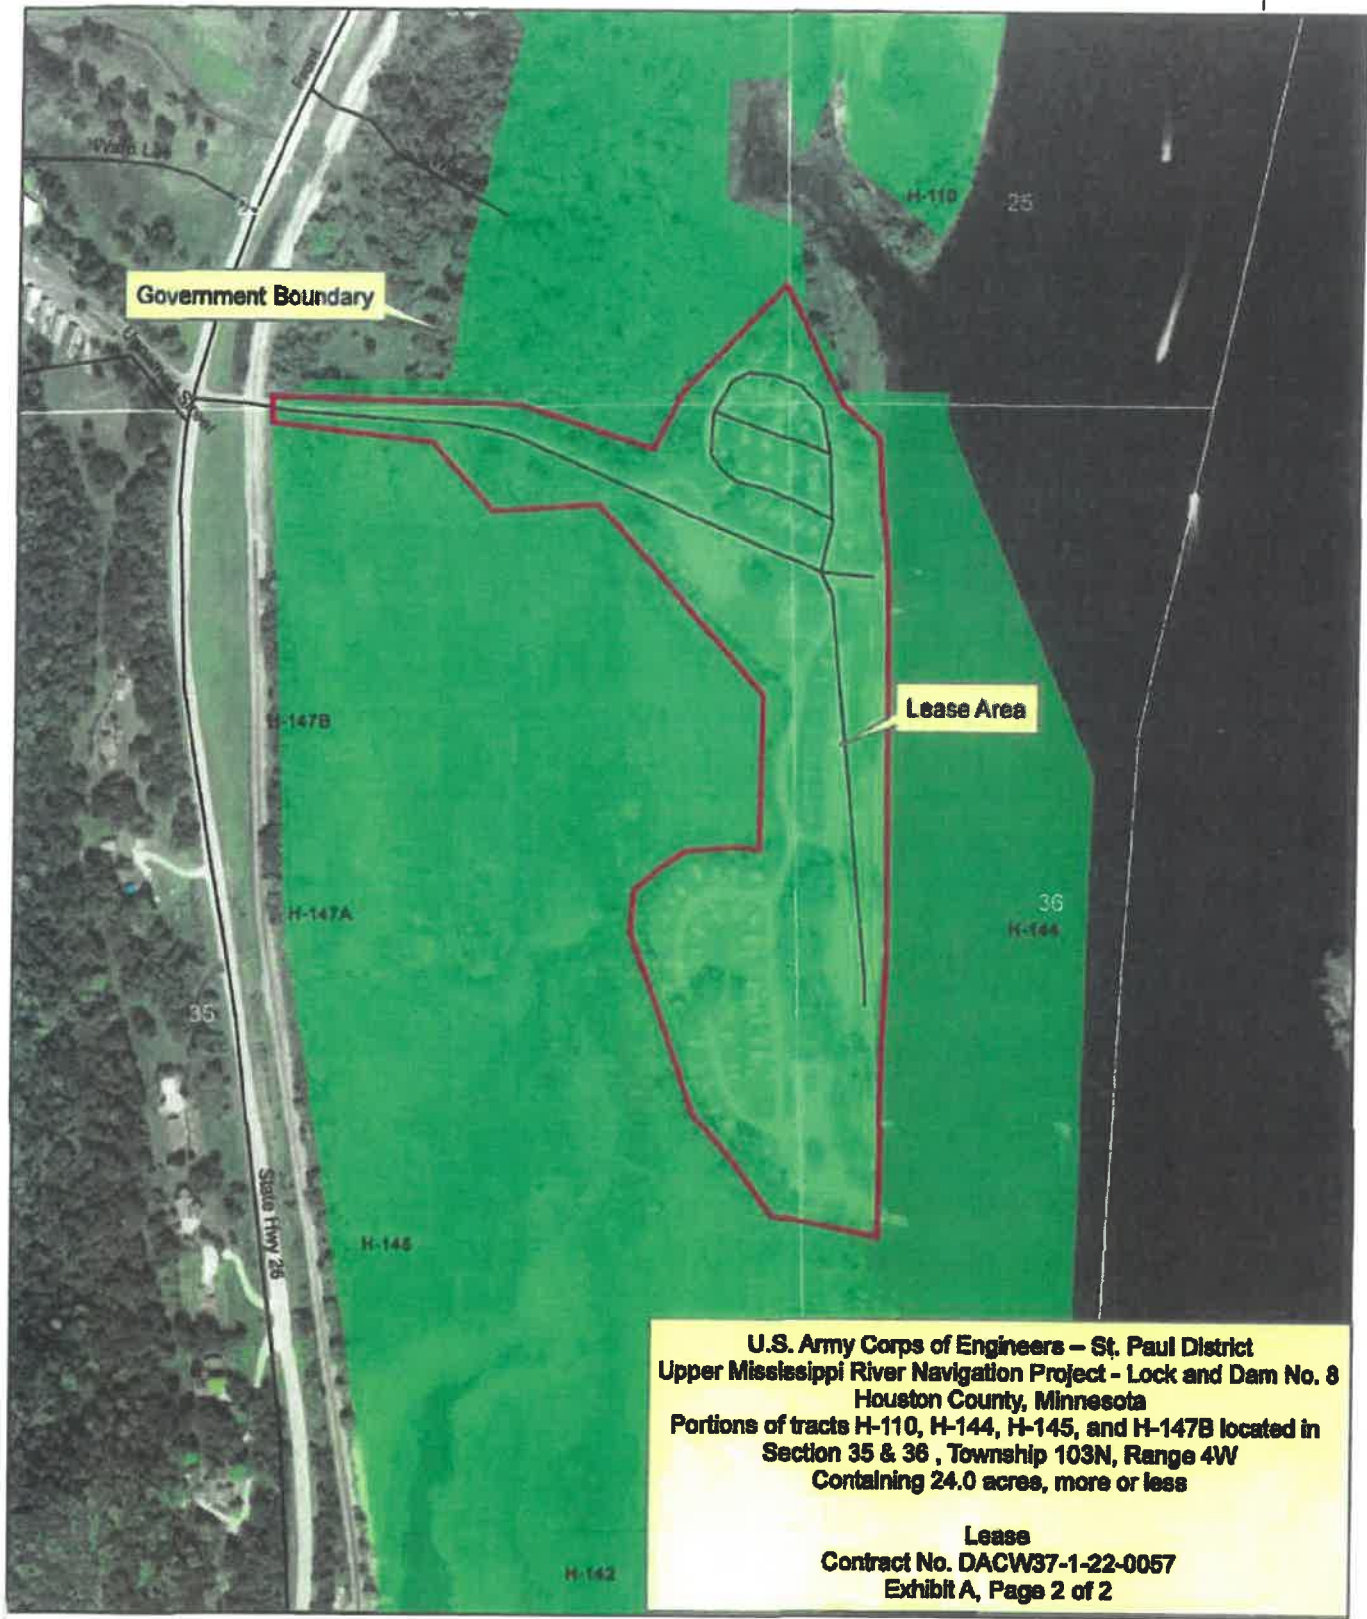 H-110
25
Government Boundary
H-147B
Lease Area
H-147A
36
H-144
35
State Hwy 26
H-145
H-142
U.S. Army Corps of Engineers – St. Paul District
Upper Mississippi River Navigation Project - Lock and Dam No. 8
Houston County, Minnesota
Portions of tracts H-110, H-144, H-145, and H-147B located in
Section 35 & 36 , Township 103N, Range 4W
Containing 24.0 acres, more or less
Lease
Contract No. DACW37-1-22-0057
Exhibit A, Page 2 of 2